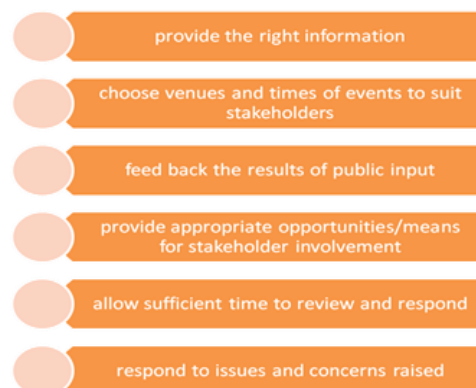 provide the right information
choose venues and times of events to suit
stakeholders
feed back the results of public input
provide appropriate opportunities/means
for stakeholder involvement
allow sufficient time to review and respond
respond to issues and concerns raised